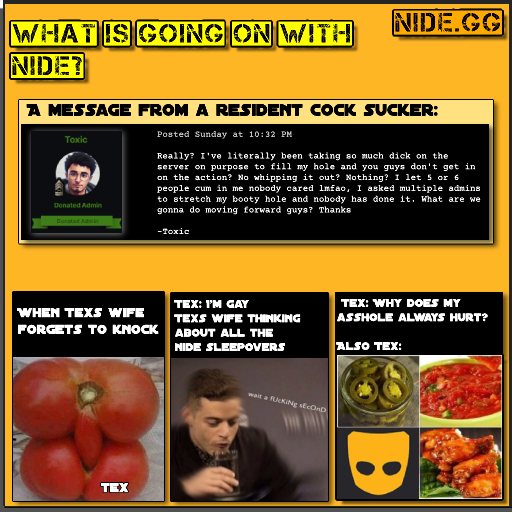 WHAT IS GOING ON WITH
NIDE?
NIDE.GG
A MESSAGE FROM A RESIDENT COCK SUCKER:
Toxic
Donated Admin
Donated Admin
Posted Sunday at 10:32 PM
Really? I've literally been taking so much dick on the
server on purpose to fill my hole and you guys don't get in
on the action? No whipping it out? Nothing? I let 5 or 6
people cum in me nobody cared lmfao, I asked multiple admins
to stretch my booty hole and nobody has done it. What are we
gonna do moving forward guys? Thanks
-Toxic
WHEN TEXS WIFE
FORGETS TO KNOCK
TEX
TEX: I'M GAY
TEXS WIFE THINKING
ABOUT ALL THE
NIDE SLEEPOVERS
wait a fUcKiNg sEcOnD
TEX: WHY DOES MY
ASSHOLE ALWAYS HURT?
ALSO TEX: